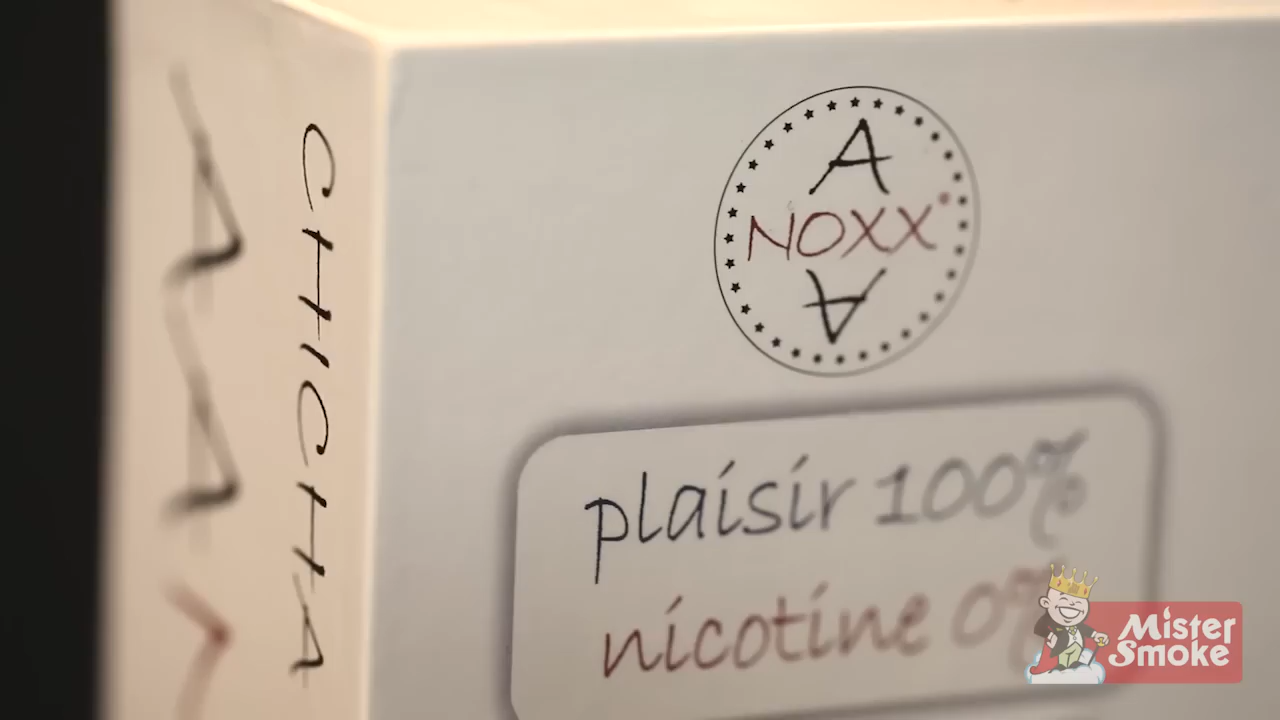 CHICHA
A
NOXX
A
plaisir 100%
nicotine 0%
Mister
Smoke